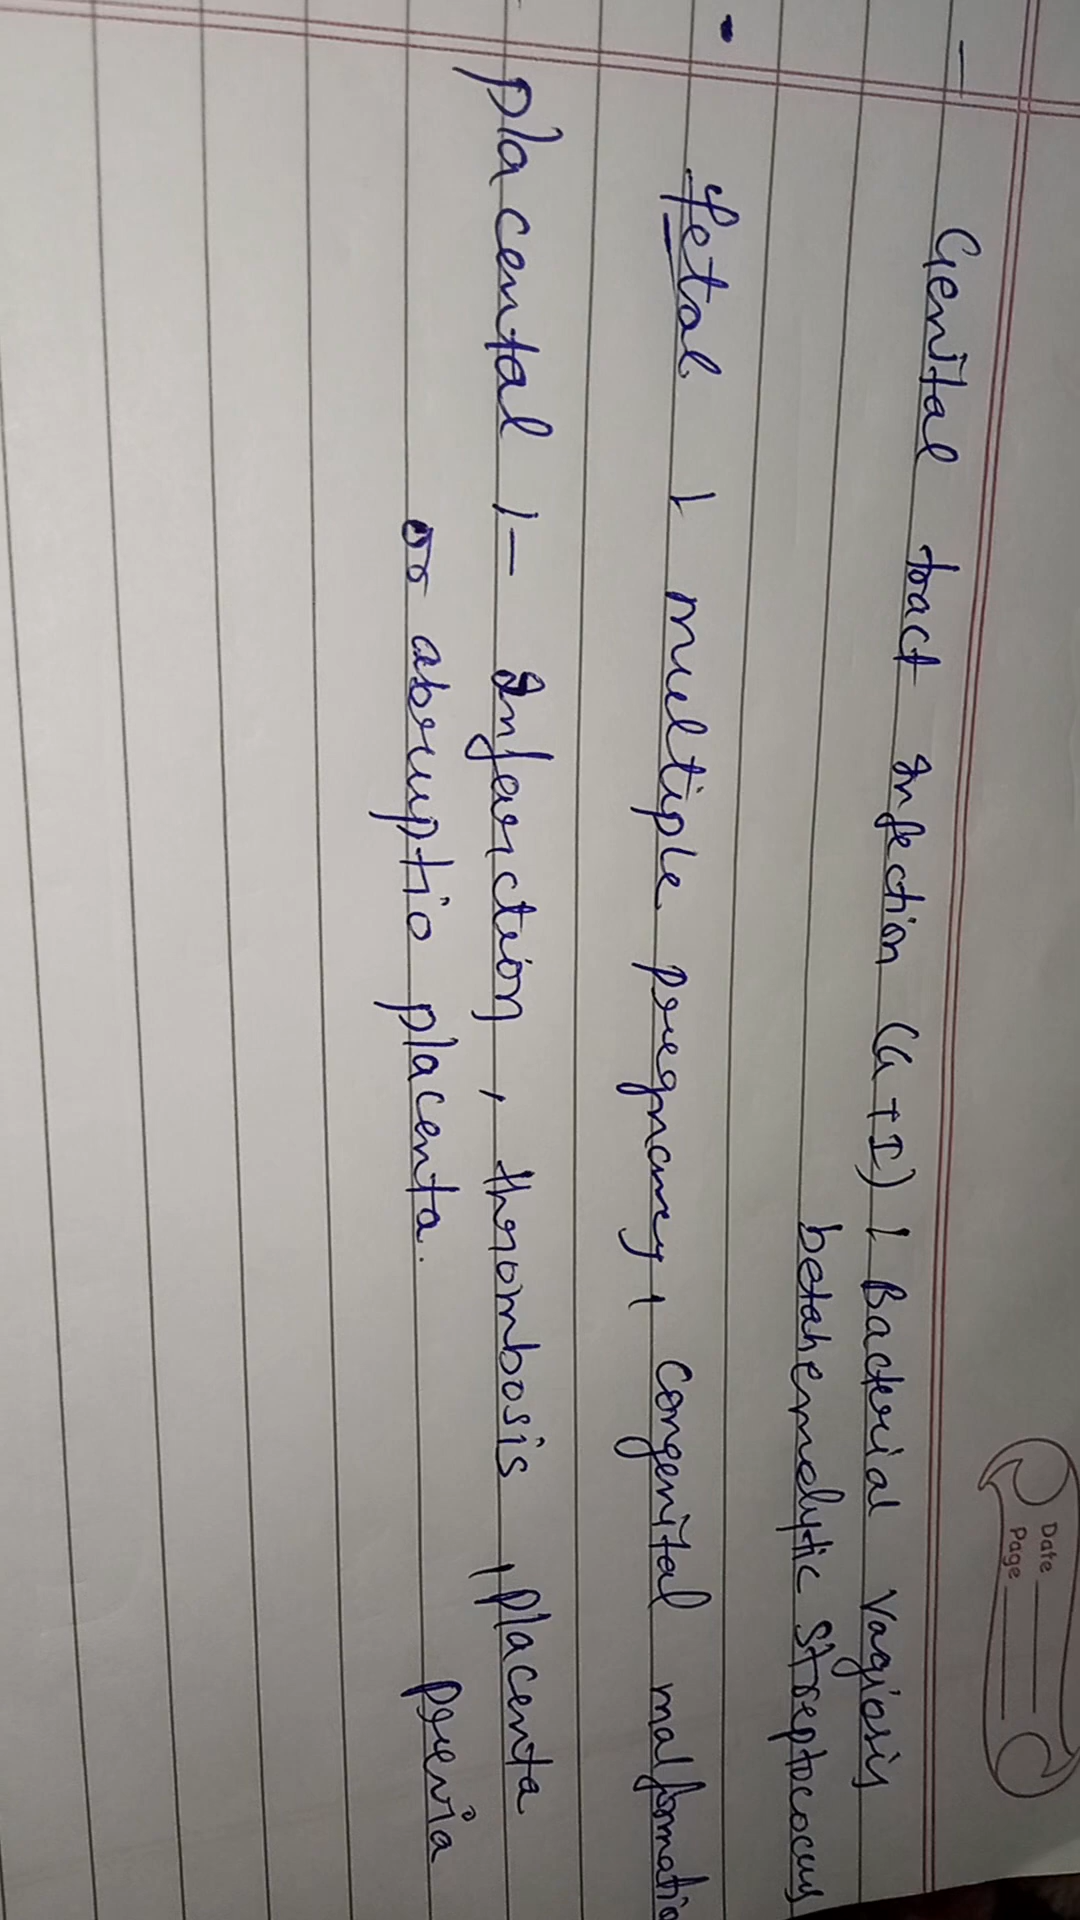 Date
Page
- Genital tract Infection (GTI) | Bacterial Vagiosis
betahemolytic Streptococcus
• fetal | multiple pregnancy, congenital malformatio
placental :- Infarction, thrombosis, placenta
previa
or abruptio placenta.